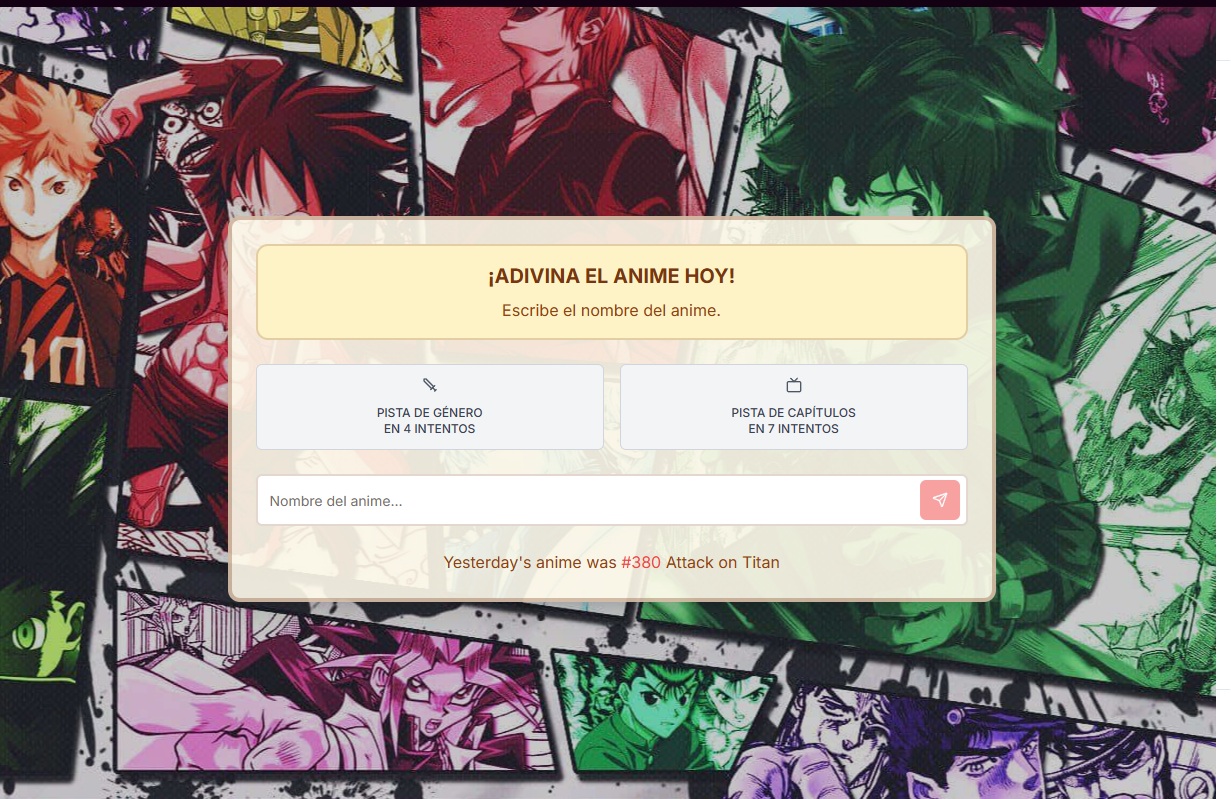 ¡ADIVINA EL ANIME HOY!
Escribe el nombre del anime.
PISTA DE GÉNERO
EN 4 INTENTOS
PISTA DE CAPÍTULOS
EN 7 INTENTOS
Nombre del anime...
Yesterday's anime was #380 Attack on Titan
10